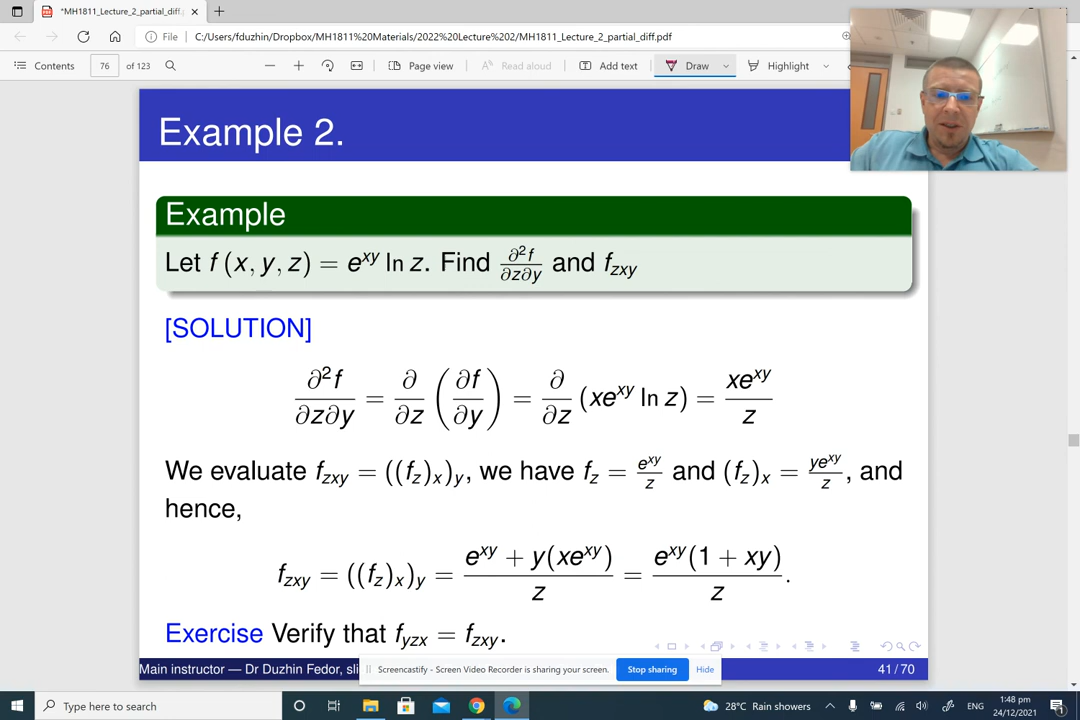 *MH1811_Lecture_2_partial_diff.
File C:/Users/fduzhin/Dropbox/MH1811%20Materials/2022%20Lecture%202/MH1811_Lecture_2_partial_diff.pdf
Contents 76 of 123 Page view Read aloud Add text Draw Highlight
Example 2.
Example
Let f (x, y, z) = e^{xy} ln z. Find ∂²f/∂z∂y and f_{zxy}
[SOLUTION]
∂²f/∂z∂y = ∂/∂z (∂f/∂y) = ∂/∂z (xe^{xy} ln z) = xe^{xy}/z
We evaluate f_{zxy} = ((f_z)_x)_y, we have f_z = e^{xy}/z and (f_z)_x = ye^{xy}/z, and
hence,
f_{zxy} = ((f_z)_x)_y = (e^{xy} + y(xe^{xy}))/z = e^{xy}(1 + xy)/z.
Exercise Verify that f_{yzx} = f_{zxy}.
Main instructor — Dr Duzhin Fedor, sli
Screencastify - Screen Video Recorder is sharing your screen. Stop sharing Hide
41 / 70
Type here to search
28°C Rain showers
ENG
1:48 pm
24/12/2021
1